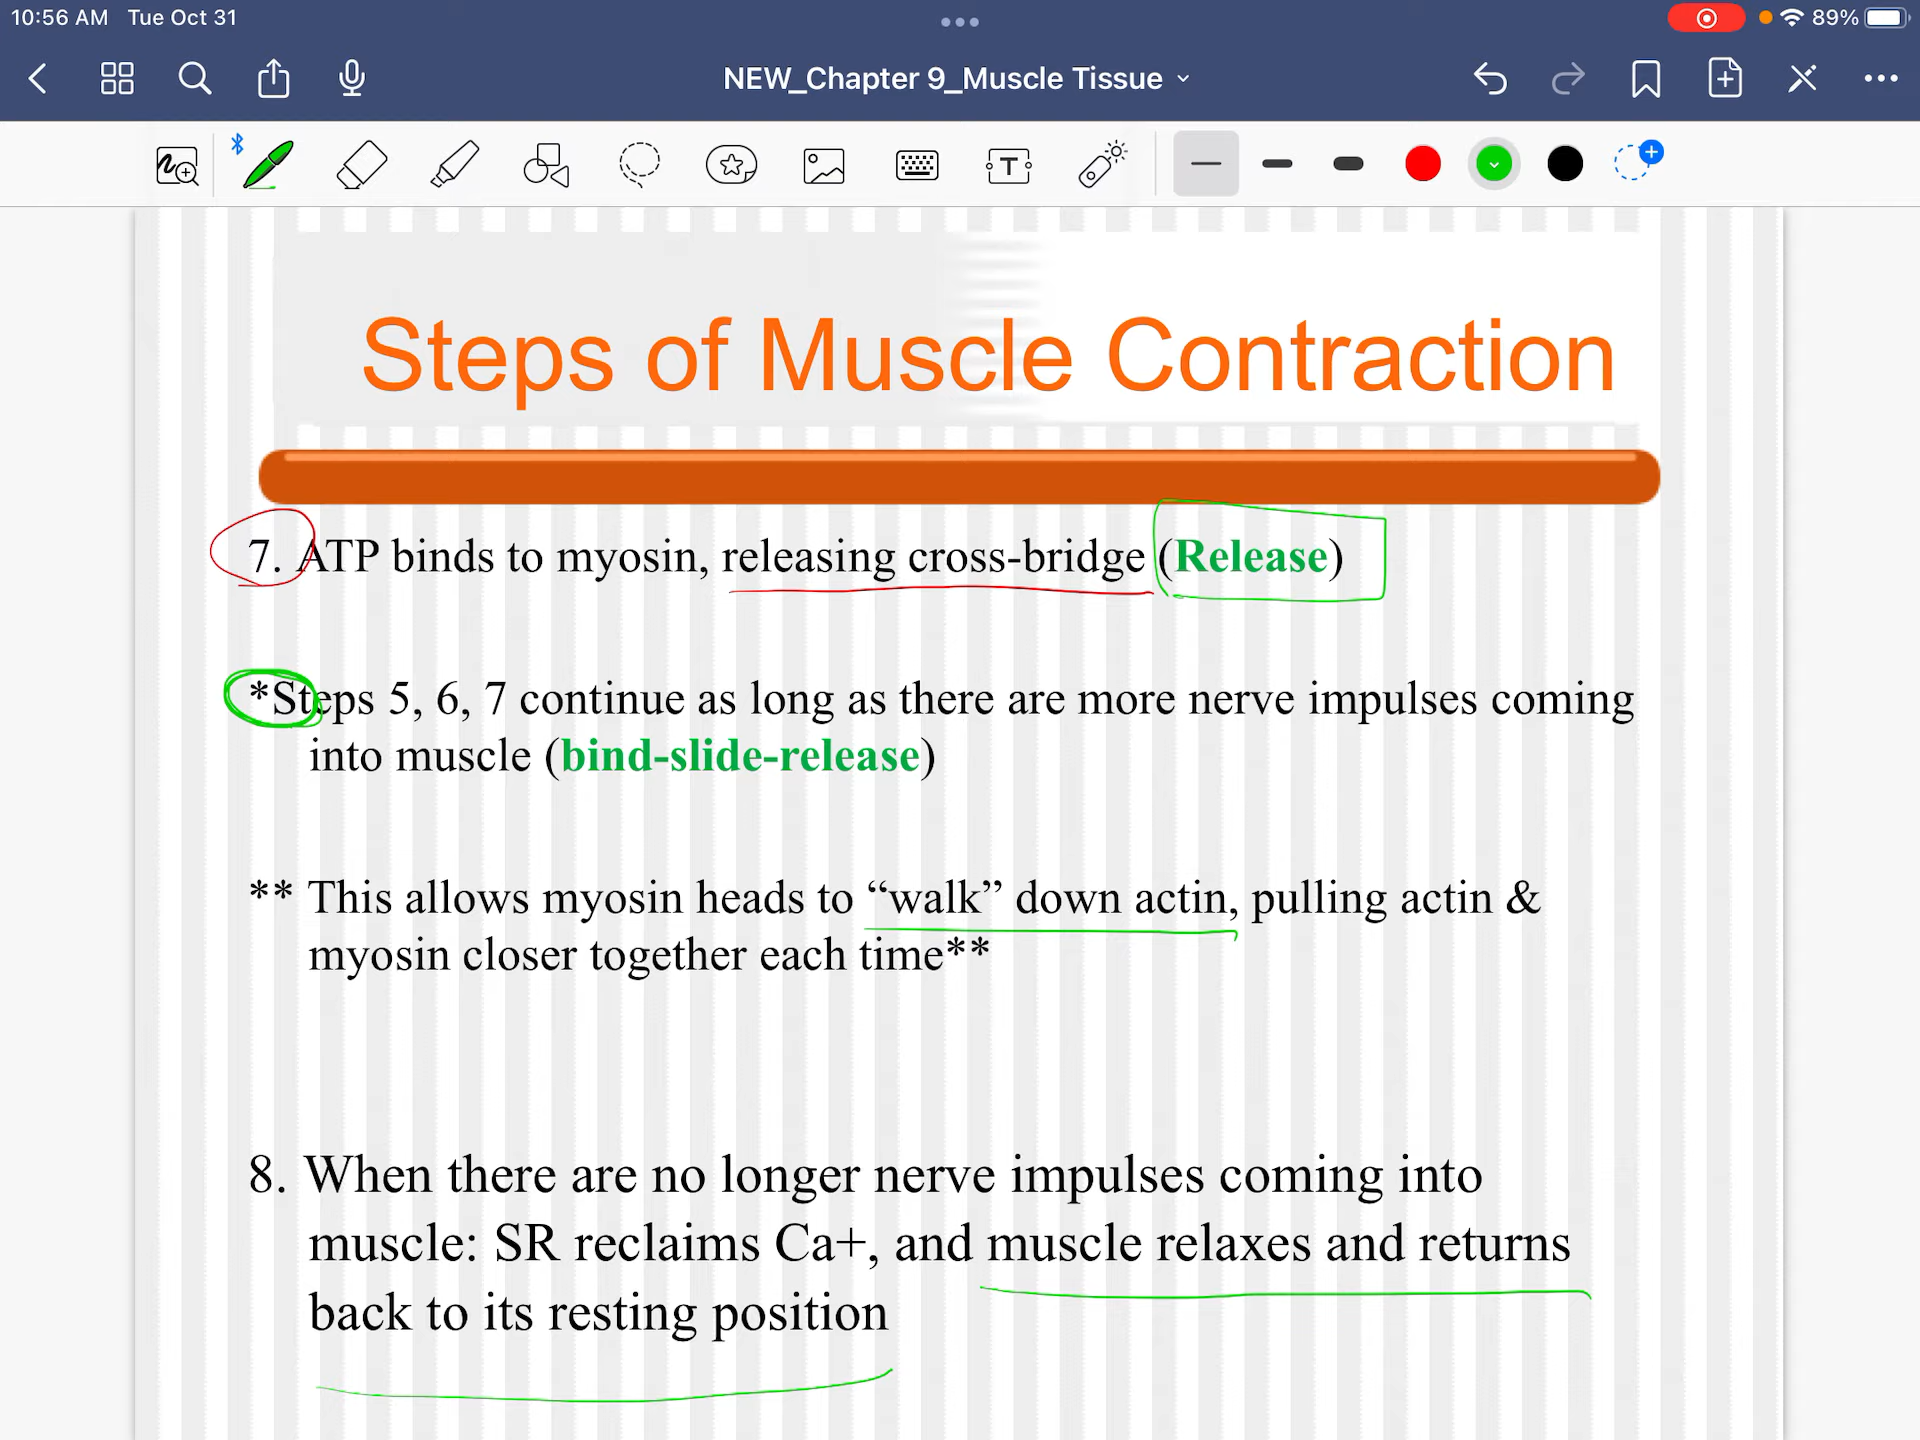 10:56 AM Tue Oct 31
89%
NEW_Chapter 9_Muscle Tissue
T
Steps of Muscle Contraction
7. ATP binds to myosin, releasing cross-bridge (Release)
*Steps 5, 6, 7 continue as long as there are more nerve impulses coming
into muscle (bind-slide-release)
** This allows myosin heads to “walk” down actin, pulling actin &
myosin closer together each time**
8. When there are no longer nerve impulses coming into
muscle: SR reclaims Ca+, and muscle relaxes and returns
back to its resting position